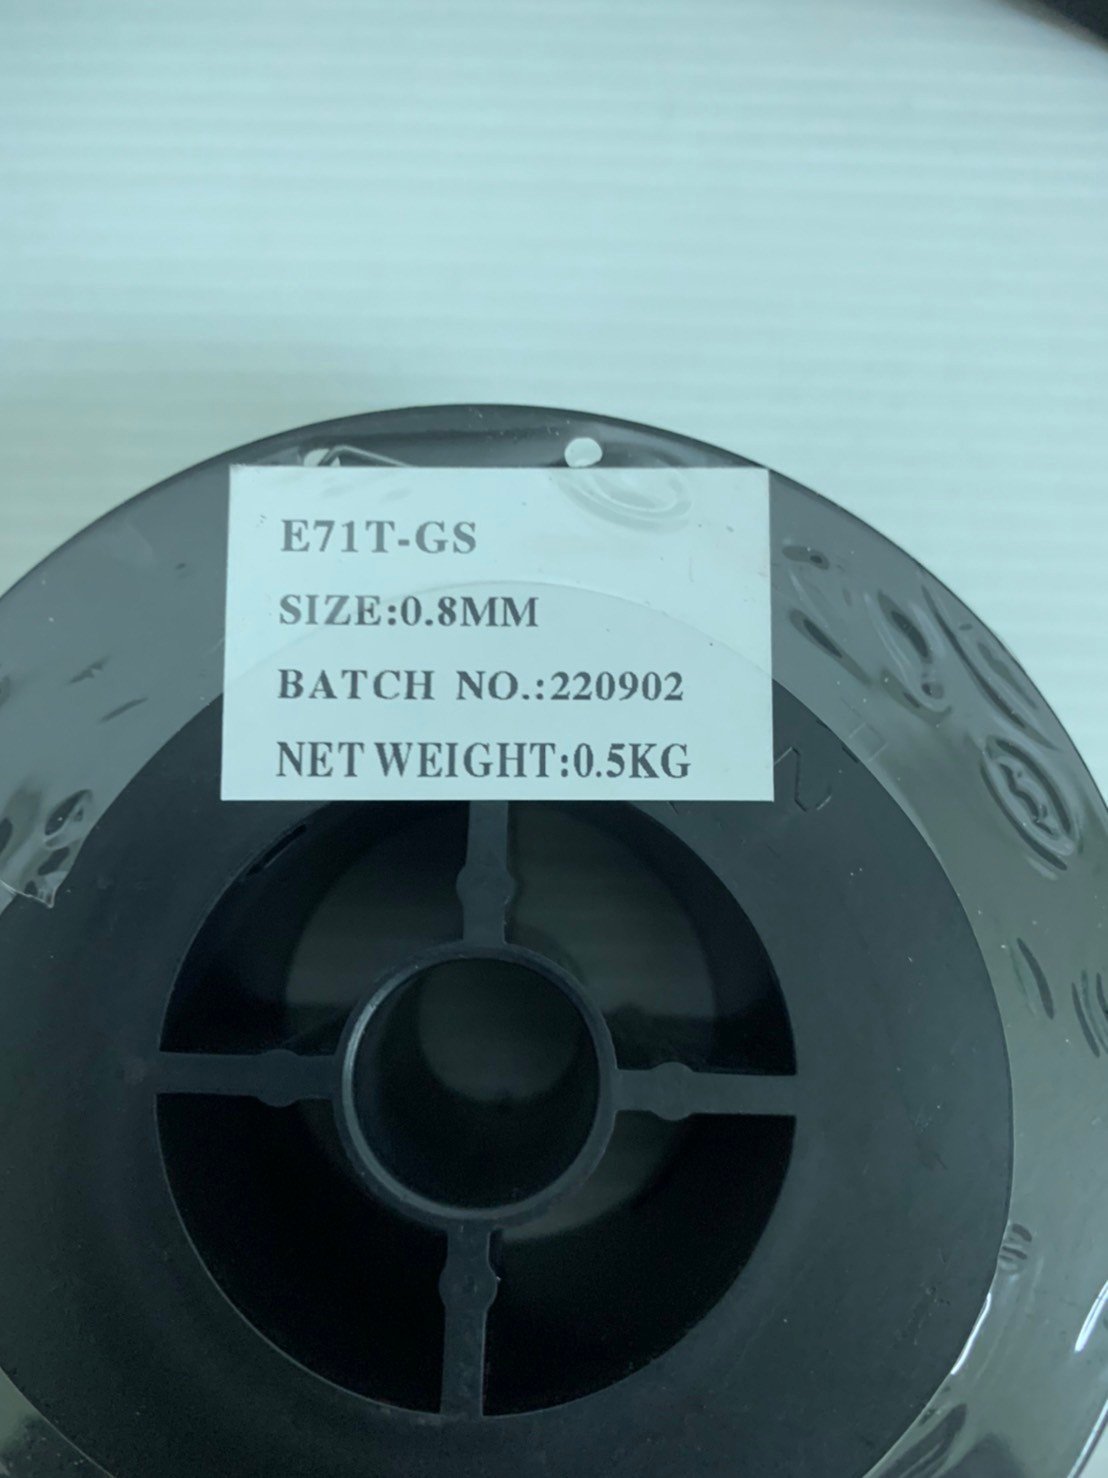 E71T-GS
SIZE:0.8MM
BATCH NO.:220902
NET WEIGHT:0.5KG